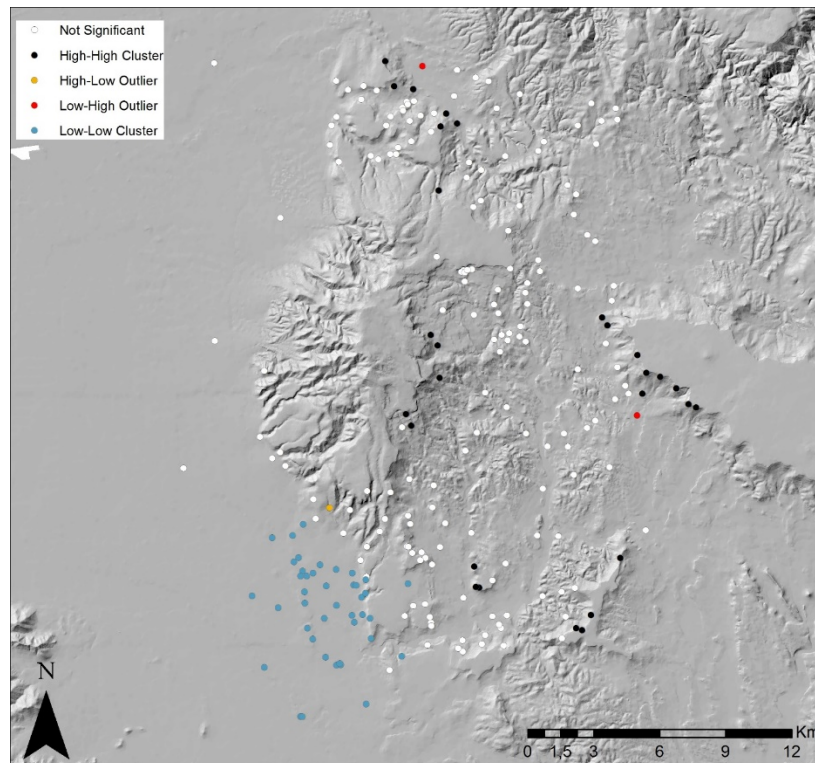 Not Significant
High-High Cluster
High-Low Outlier
Low-High Outlier
Low-Low Cluster
N
Km
0 1,5 3 6 9 12